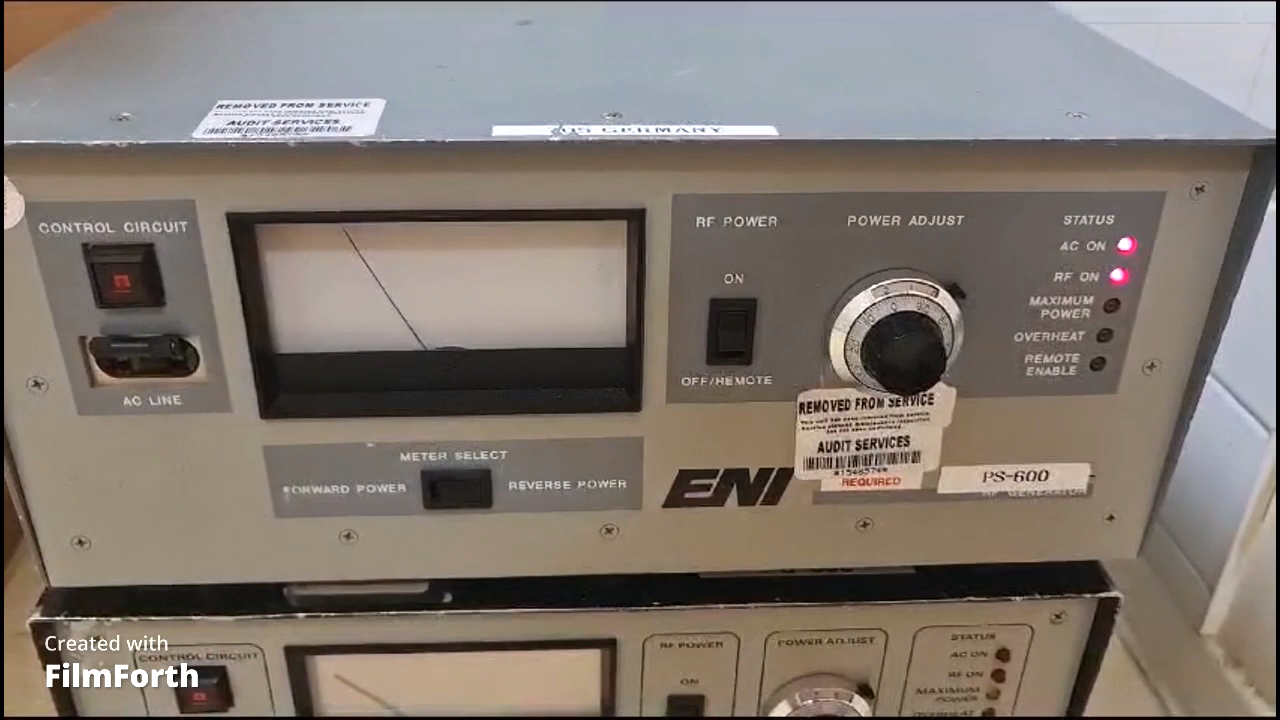 REMOVED FROM SERVICE
AUDIT SERVICES
GERMANY
CONTROL CIRCUIT
AC LINE
METER SELECT
FORWARD POWER
REVERSE POWER
RF POWER
ON
OFF/REMOTE
POWER ADJUST
STATUS
AC ON
RF ON
MAXIMUM
POWER
OVERHEAT
REMOTE
ENABLE
REMOVED FROM SERVICE
AUDIT SERVICES
REQUIRED
ENI
PS-600
RF GENERATOR
CONTROL CIRCUIT
RF POWER
ON
POWER ADJUST
STATUS
AC ON
RF ON
MAXIMUM
POWER
OVERHEAT
Created with
FilmForth